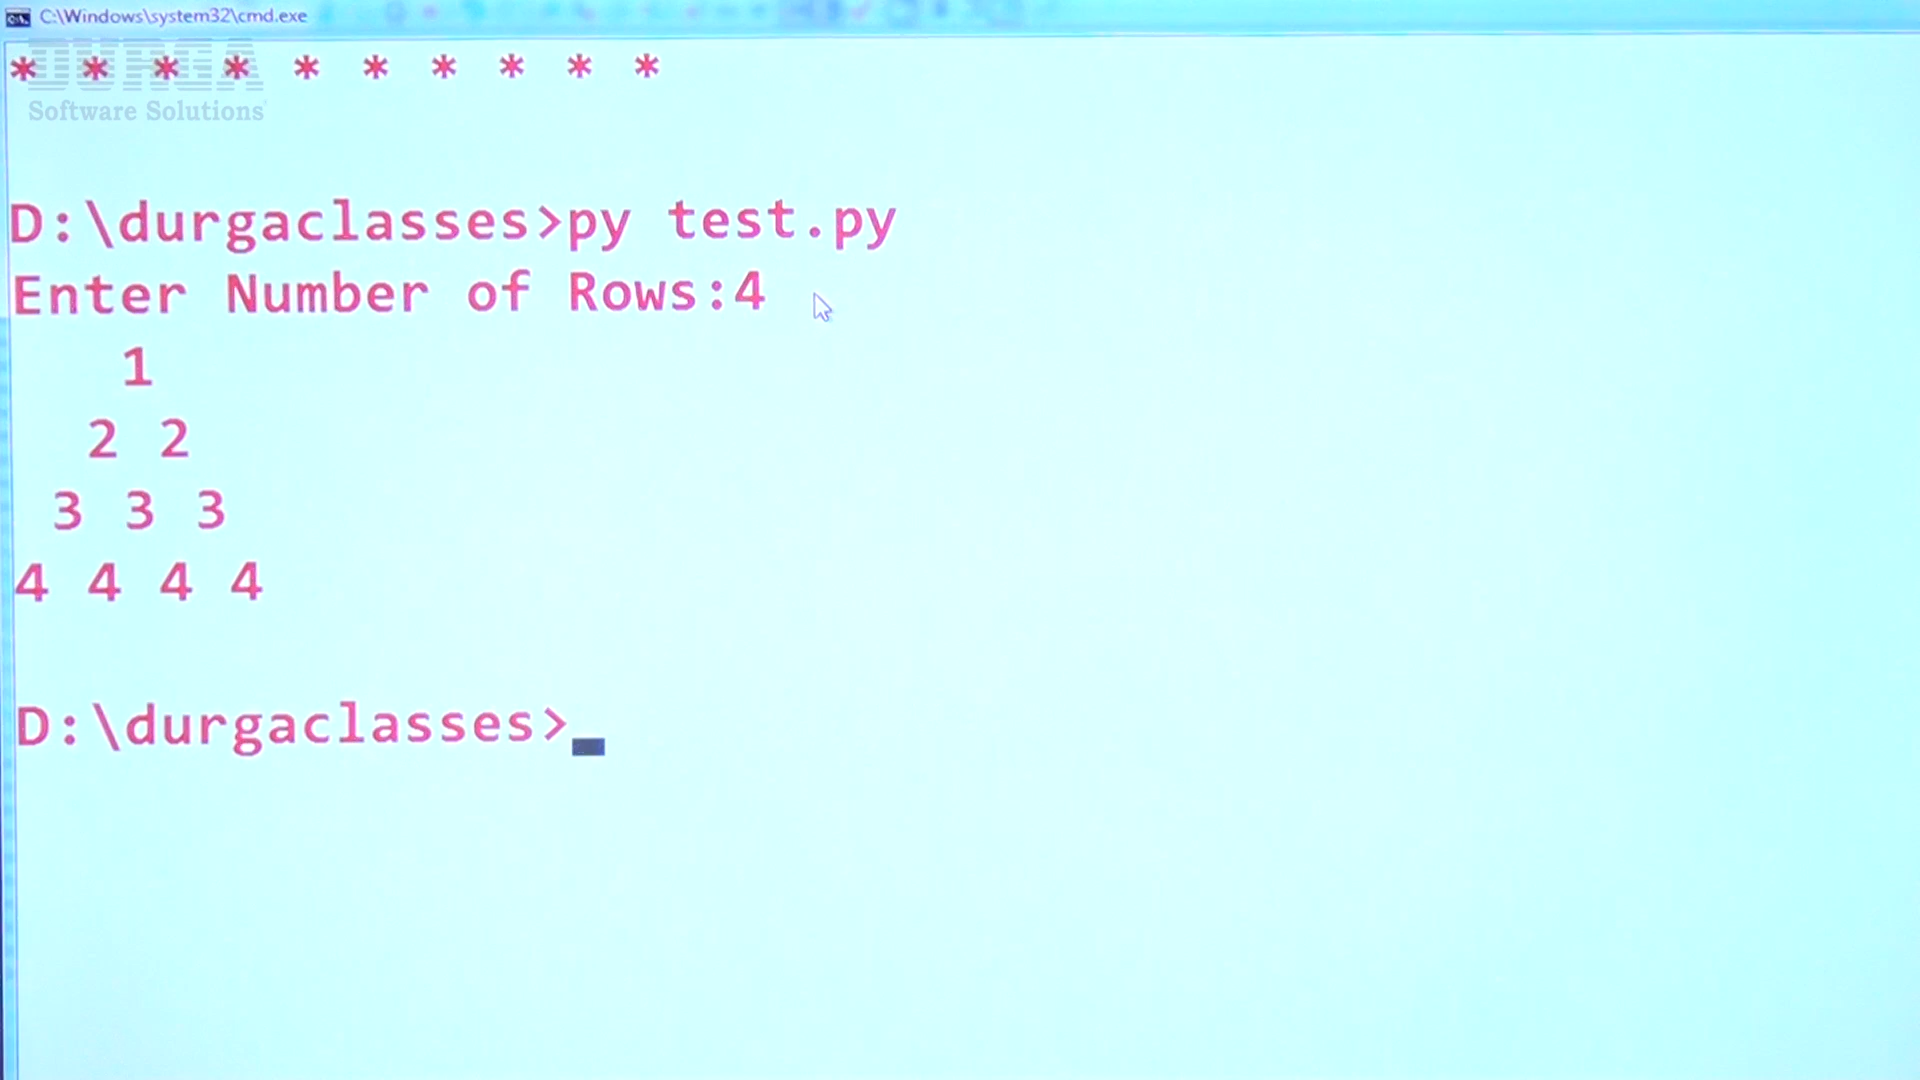 C:\Windows\system32\cmd.exe
* * * * * * * * * *
DURGA
Software Solutions
D:\durgaclasses>py test.py
Enter Number of Rows:4
1
2 2
3 3 3
4 4 4 4
D:\durgaclasses>